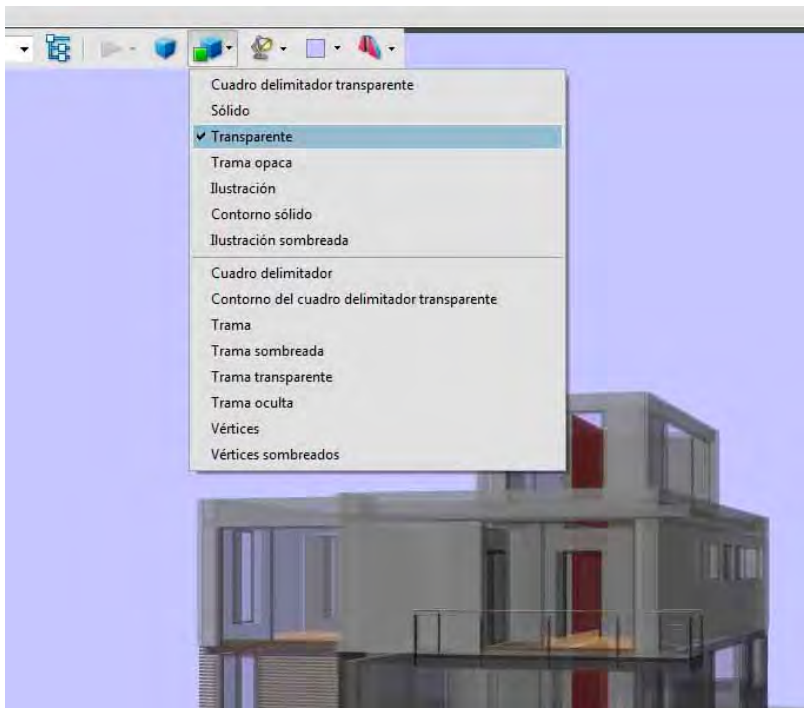 Cuadro delimitador transparente
Sólido
Transparente
Trama opaca
Ilustración
Contorno sólido
Ilustración sombreada
Cuadro delimitador
Contorno del cuadro delimitador transparente
Trama
Trama sombreada
Trama transparente
Trama oculta
Vértices
Vértices sombreados